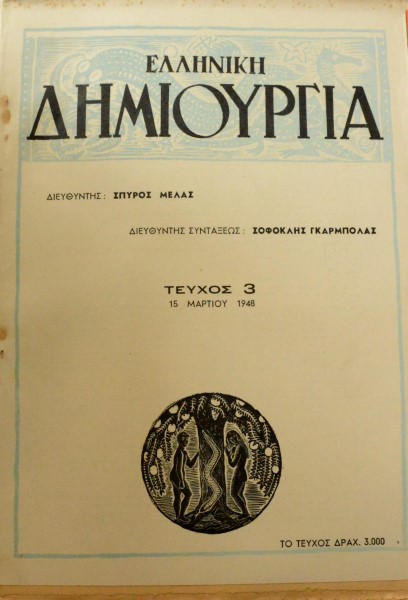 ΕΛΛΗΝΙΚΗ
ΔΗΜΙΟΥΡΓΙΑ
ΔΙΕΥΘΥΝΤΗΣ: ΣΠΥΡΟΣ ΜΕΛΑΣ
ΔΙΕΥΘΥΝΤΗΣ ΣΥΝΤΑΞΕΩΣ: ΣΟΦΟΚΛΗΣ ΓΚΑΡΜΠΟΛΑΣ
ΤΕΥΧΟΣ 3
15 ΜΑΡΤΙΟΥ 1948
ΤΟ ΤΕΥΧΟΣ ΔΡΑΧ. 3.000